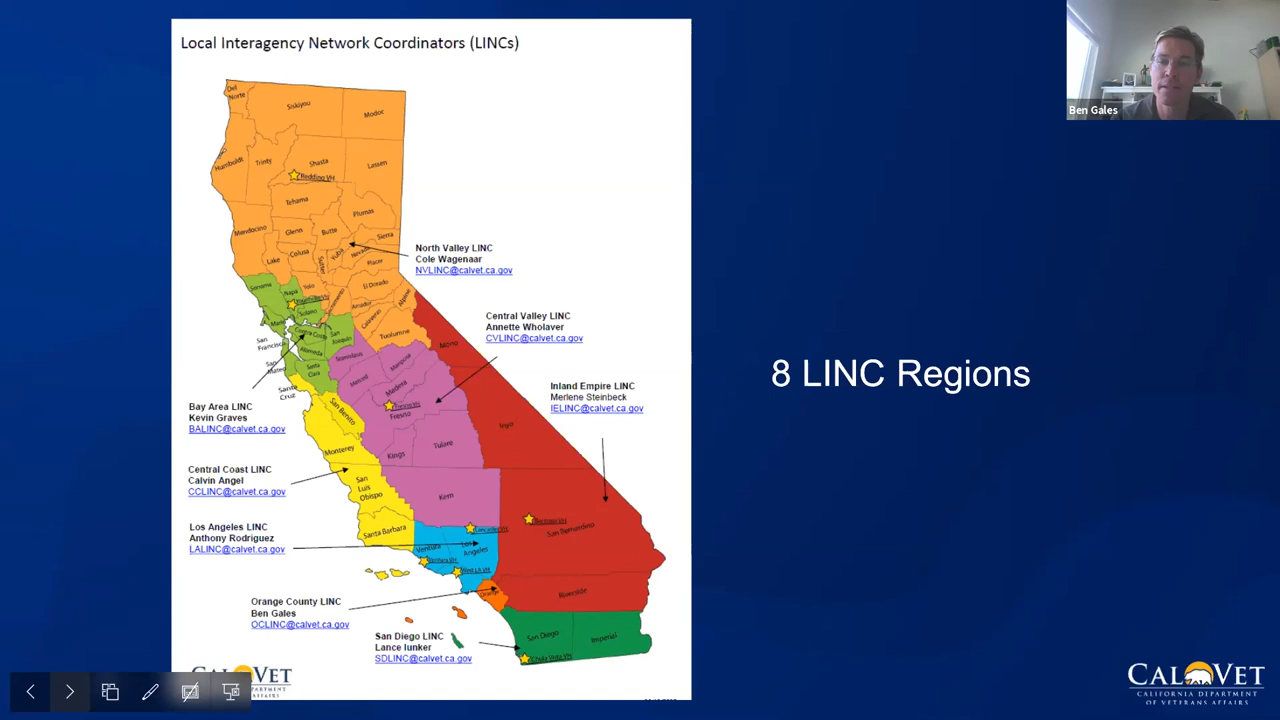 Local Interagency Network Coordinators (LINCs)
Ben Gales
Del
Norte
Siskiyou
Modoc
Humboldt
Trinty
Shasta
Lassen
Redding VH
Tehama
Plumas
Mendocino
Glenn
Butte
Sierra
Lake
Colusa
Sutter
Yuba
Nevada
Placer
North Valley LINC
Cole Wagenaar
NVLINC@calvet.ca.gov
Sonoma
Napa
Yolo
El Dorado
Sacramento
Amador
Alpine
Yountville VH
Solano
Calaveras
Tuolumne
Marin
Contra Costa
San
Joaquin
San
Francisco
Alameda
Mono
Central Valley LINC
Annette Wholaver
CVLINC@calvet.ca.gov
San
Mateo
Santa
Clara
Stanislaus
Mariposa
Merced
Madera
Santa
Cruz
8 LINC Regions
Inland Empire LINC
Merlene Steinbeck
IELINC@calvet.ca.gov
Bay Area LINC
Kevin Graves
BALINC@calvet.ca.gov
San Benito
Fresno VH
Fresno
Inyo
Monterey
Kings
Tulare
Central Coast LINC
Calvin Angel
CCLINC@calvet.ca.gov
San
Luis
Obispo
Kern
Los Angeles LINC
Anthony Rodriguez
LALINC@calvet.ca.gov
Santa Barbara
Lancaster VH
Barstow VH
San Bernardino
Ventura
Los
Angeles
Ventura VH
West LA VH
Orange County LINC
Ben Gales
OCLINC@calvet.ca.gov
Orange
Riverside
San Diego LINC
Lance Iunker
SDLINC@calvet.ca.gov
San Diego
Imperial
Chula Vista VH
CALVET
CALIFORNIA DEPARTMENT
OF VETERANS AFFAIRS